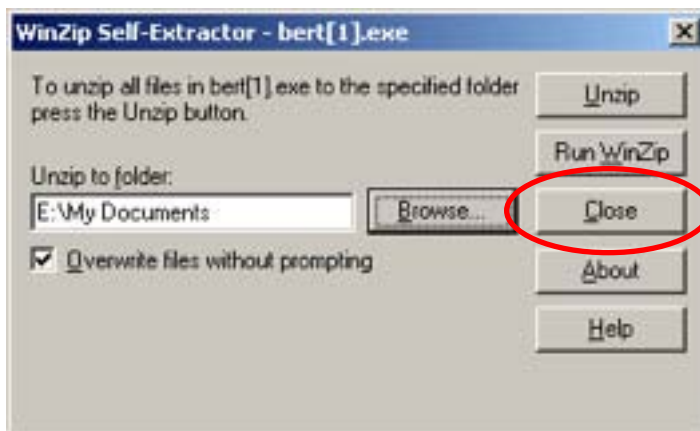 WinZip Self-Extractor - bert[1].exe
To unzip all files in bert[1].exe to the specified folder
press the Unzip button.
Unzip to folder:
E:\My Documents
Browse...
Overwrite files without prompting
Unzip
Run WinZip
Close
About
Help